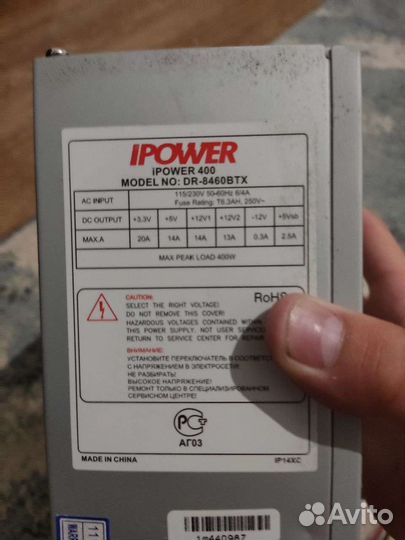 IPOWER
iPOWER 400
MODEL NO: DR-8460BTX
AC INPUT 115/230V 50-60Hz 6/4A
Fuse Rating: T6.3AH, 250V~
DC OUTPUT +3.3V +5V +12V1 +12V2 -12V +5Vsb
MAX.A 20A 14A 14A 13A 0.3A 2.5A
MAX PEAK LOAD 400W
RoHS
CAUTION:
SELECT THE RIGHT VOLTAGE!
DO NOT REMOVE THIS COVER!
HAZARDOUS VOLTAGES CONTAINED WITHIN
THIS POWER SUPPLY, NOT USER SERVICE
RETURN TO SERVICE CENTER FOR REPAIR
ВНИМАНИЕ:
УСТАНОВИТЕ ПЕРЕКЛЮЧАТЕЛЬ В СООТВЕТС
С НАПРЯЖЕНИЕМ В ЭЛЕКТРОСЕТИ!
НЕ РАЗБИРАТЬ!
ВЫСОКОЕ НАПРЯЖЕНИЕ!
РЕМОНТ ТОЛЬКО В СПЕЦИАЛИЗИРОВАННОМ
СЕРВИСНОМ ЦЕНТРЕ!
АГ03
MADE IN CHINA
1m440987
Avito